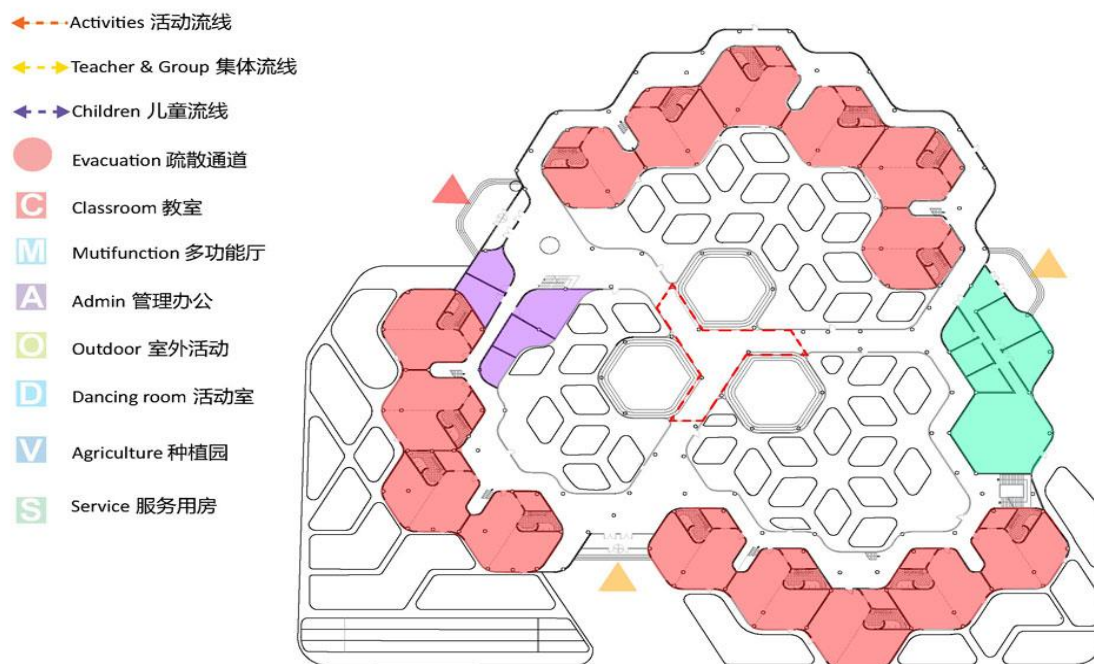 Activities 活动流线
Teacher & Group 集体流线
Children 儿童流线
Evacuation 疏散通道
C Classroom 教室
M Mutifunction 多功能厅
A Admin 管理办公
O Outdoor 室外活动
D Dancing room 活动室
V Agriculture 种植园
S Service 服务用房